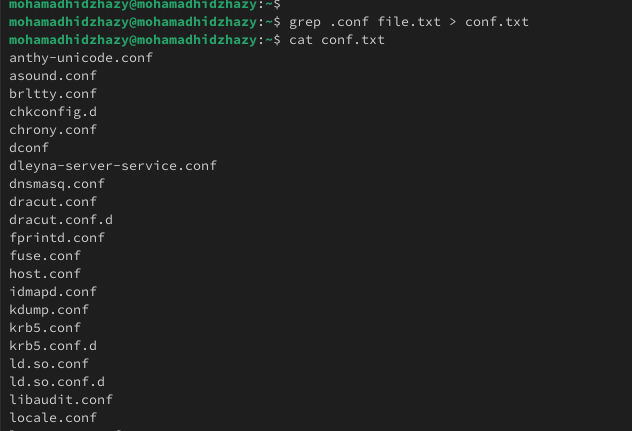 mohamadhidzhazy@mohamadhidzhazy:~$
mohamadhidzhazy@mohamadhidzhazy:~$ grep .conf file.txt > conf.txt
mohamadhidzhazy@mohamadhidzhazy:~$ cat conf.txt
anthy-unicode.conf
asound.conf
brltty.conf
chkconfig.d
chrony.conf
dconf
dleyna-server-service.conf
dnsmasq.conf
dracut.conf
dracut.conf.d
fprintd.conf
fuse.conf
host.conf
idmapd.conf
kdump.conf
krb5.conf
krb5.conf.d
ld.so.conf
ld.so.conf.d
libaudit.conf
locale.conf